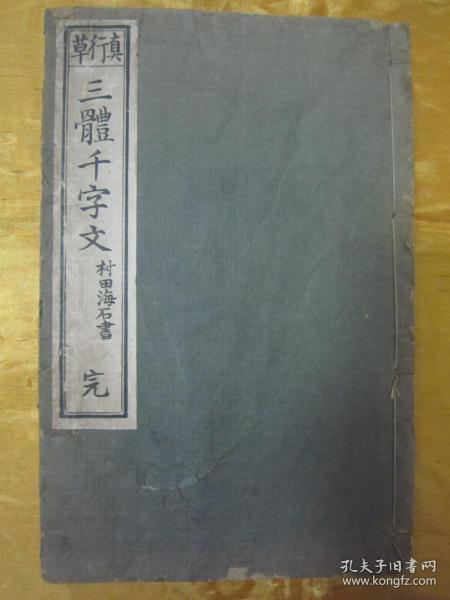 真行草
三體千字文
村田海石書
完
孔夫子旧书网
www.kongfz.com